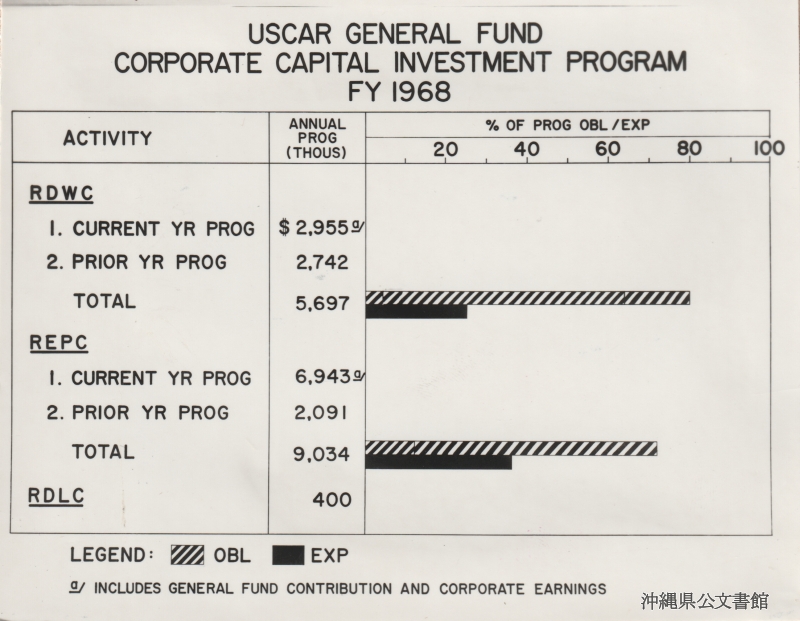 USCAR GENERAL FUND
CORPORATE CAPITAL INVESTMENT PROGRAM
FY 1968
ACTIVITY
ANNUAL
PROG
(THOUS)
% OF PROG OBL/EXP
20 40 60 80 100
RDWC
1. CURRENT YR PROG $2,955 a/
2. PRIOR YR PROG 2,742
TOTAL 5,697
REPC
1. CURRENT YR PROG 6,943 a/
2. PRIOR YR PROG 2,091
TOTAL 9,034
RDLC 400
LEGEND: OBL EXP
a/ INCLUDES GENERAL FUND CONTRIBUTION AND CORPORATE EARNINGS
沖縄県公文書館